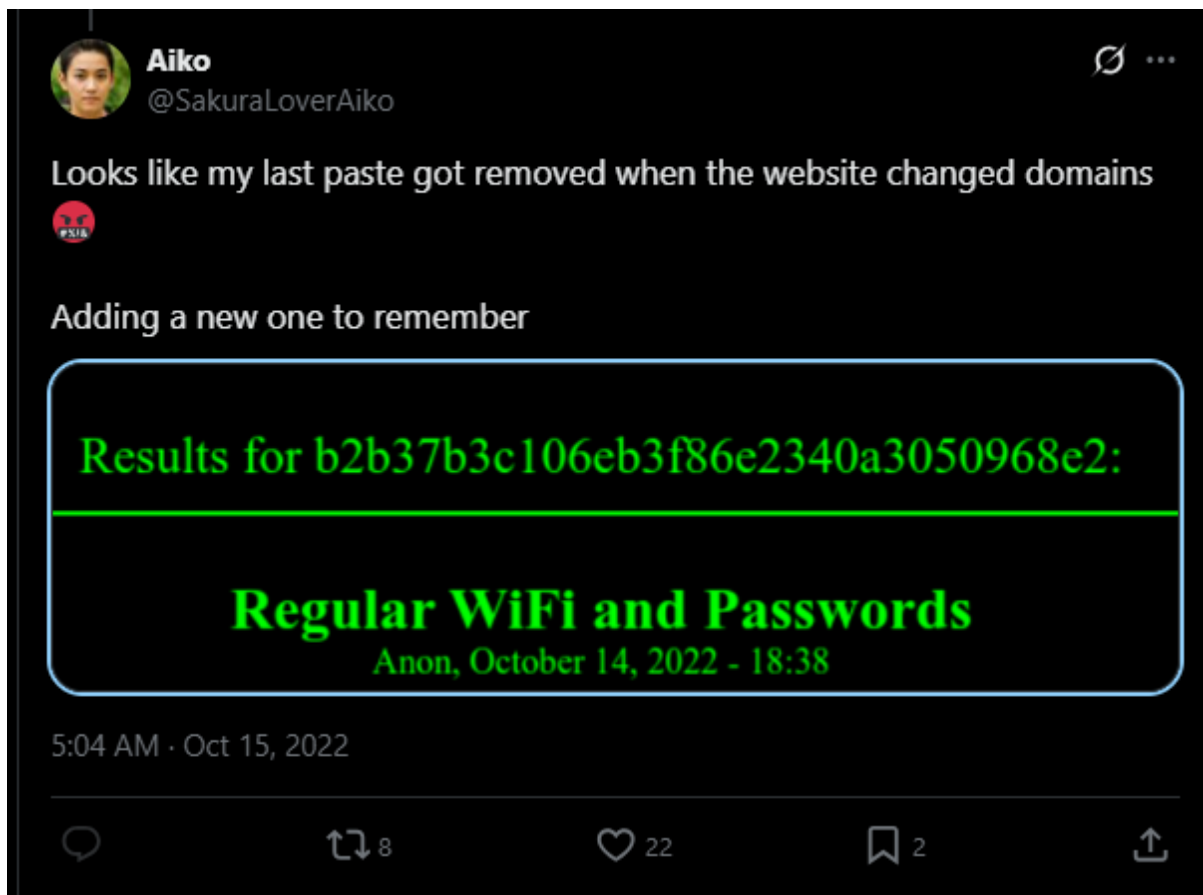 Aiko
@SakuraLoverAiko
Looks like my last paste got removed when the website changed domains
Adding a new one to remember
Results for b2b37b3c106eb3f86e2340a3050968e2:
Regular WiFi and Passwords
Anon, October 14, 2022 - 18:38
5:04 AM · Oct 15, 2022
8 22 2